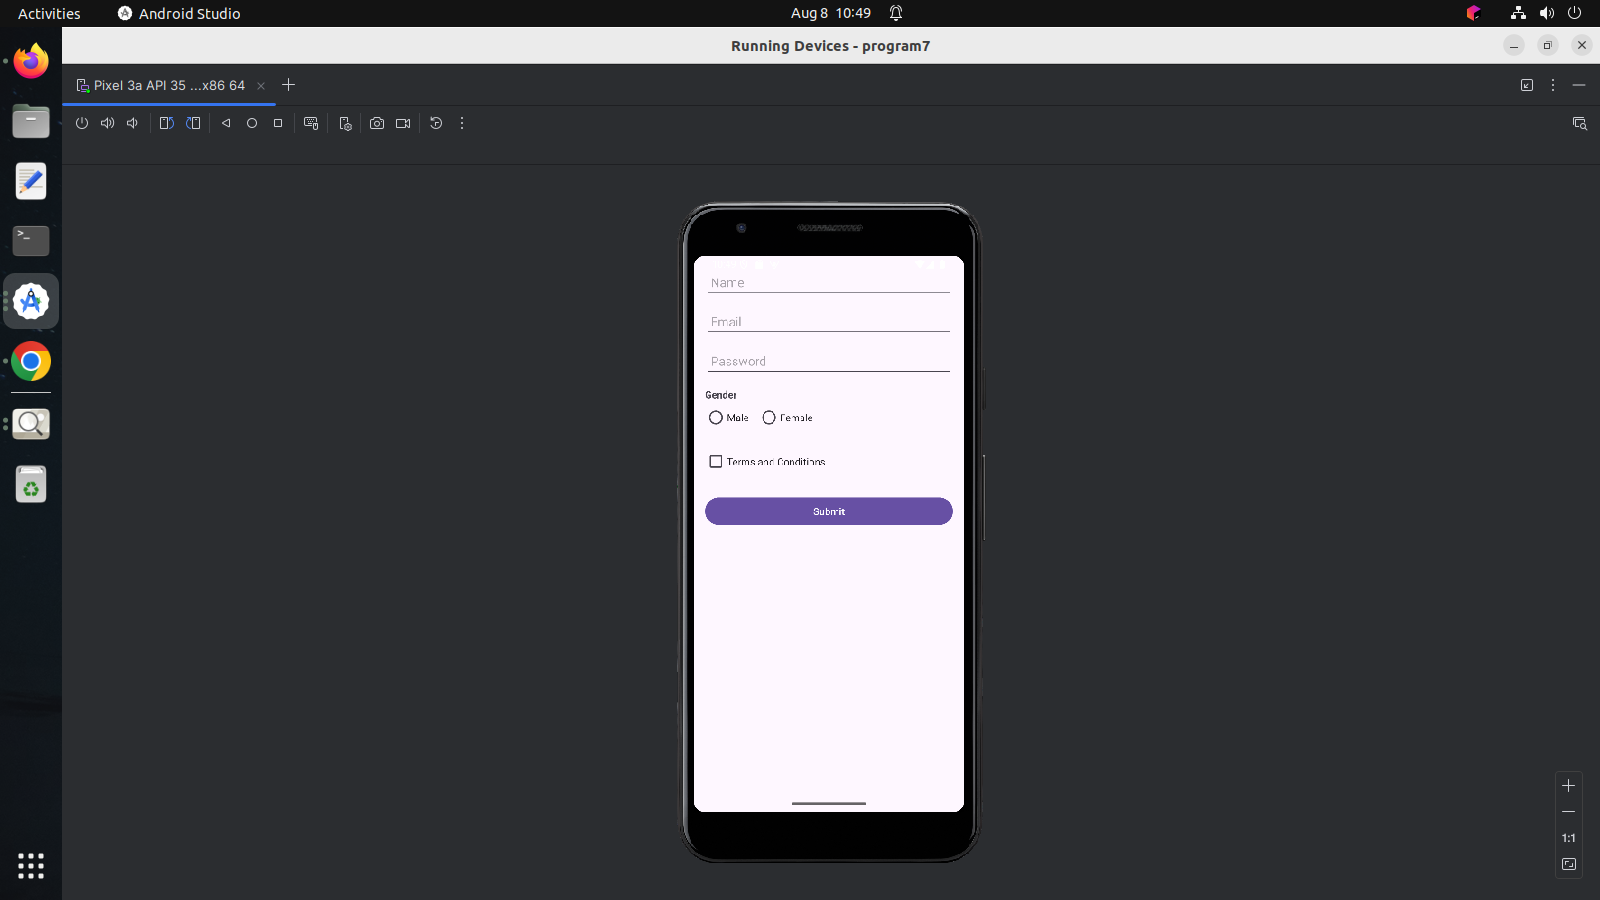 Activities Android Studio Aug 8 10:49
Running Devices - program7
Pixel 3a API 35 ...x86 64
Name
Email
Password
Gender
Male Female
Terms and Conditions
Submit
1:1